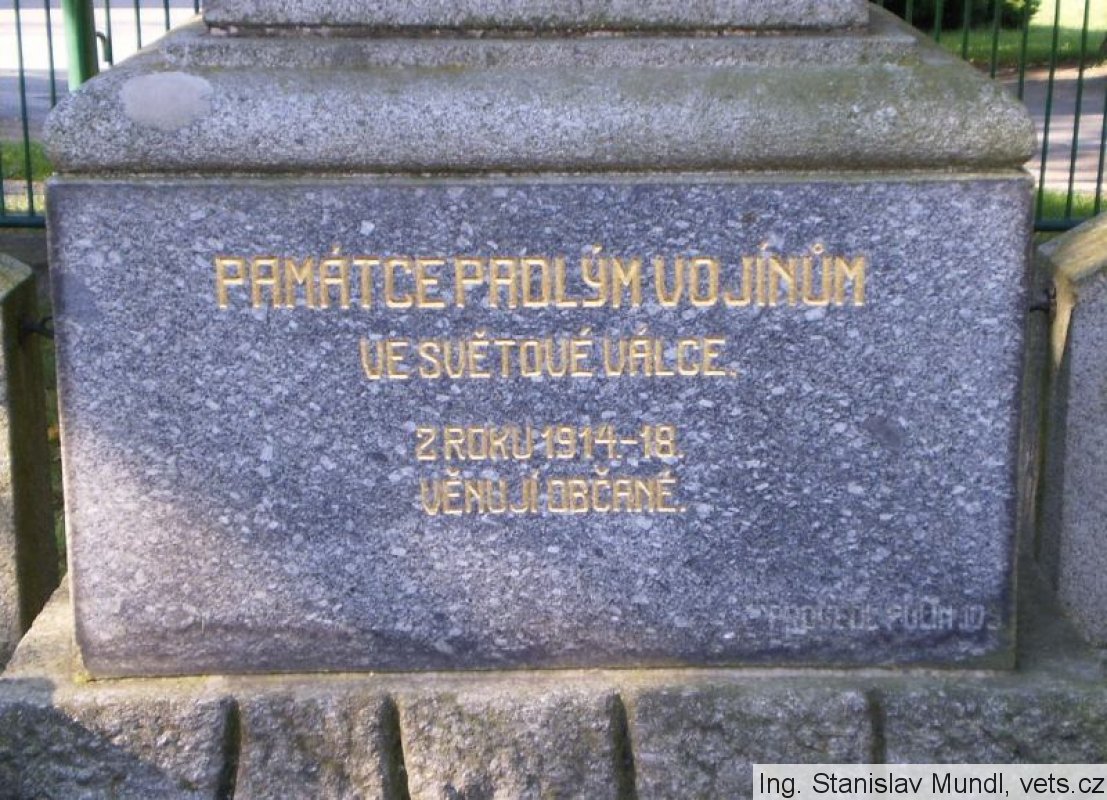 PAMÁTCE PADLÝM VOJÍNŮM
VE SVĚTOVÉ VÁLCE.
Z ROKU 1914.-18.
VĚNUJÍ OBČANÉ.
Ing. Stanislav Mundl, vets.cz